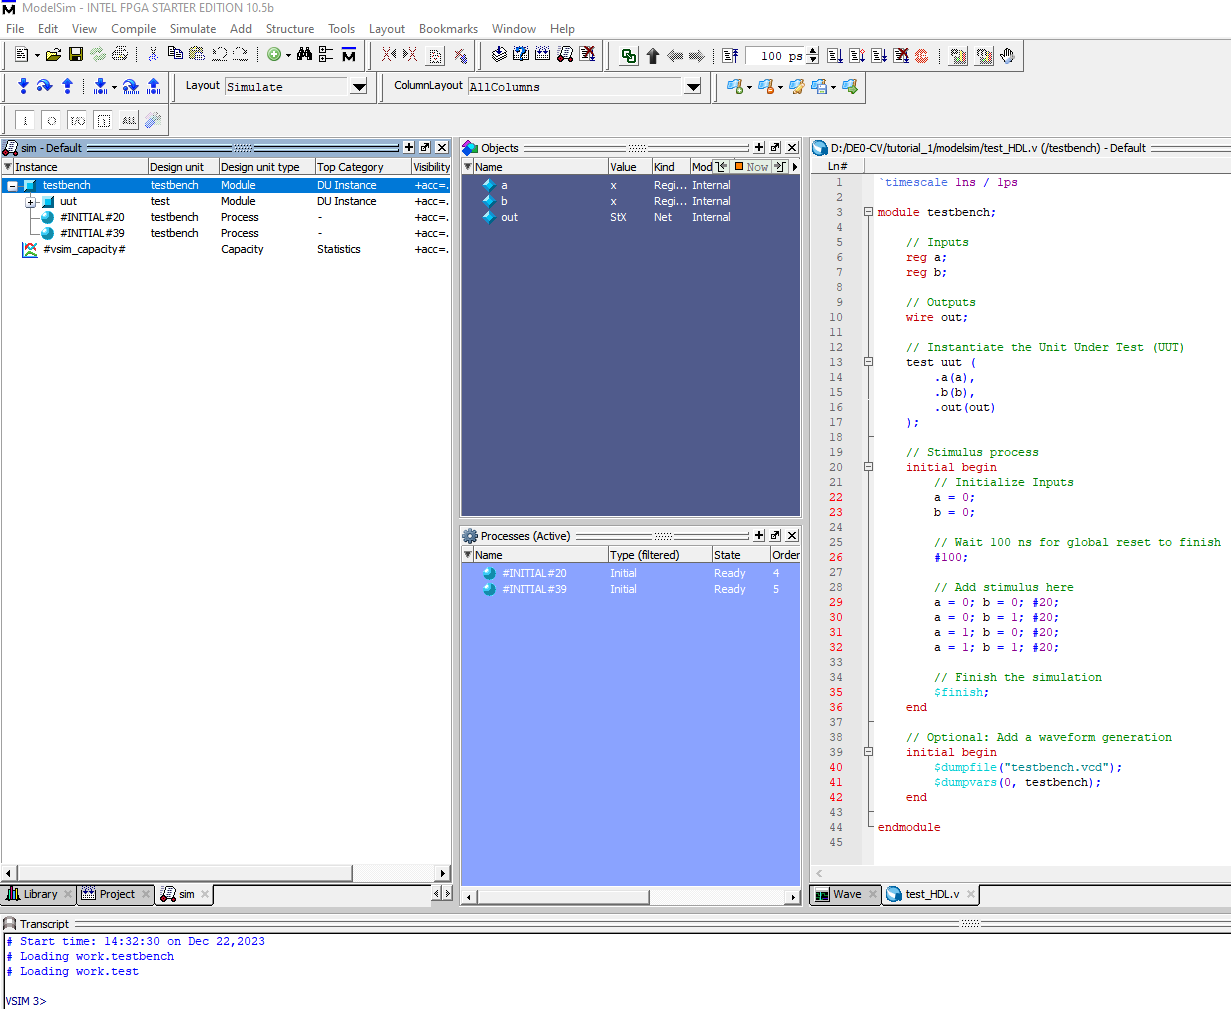 ModelSim - INTEL FPGA STARTER EDITION 10.5b
File Edit View Compile Simulate Add Structure Tools Layout Bookmarks Window Help
100 ps
Layout Simulate ColumnLayout AllColumns
sim - Default
Instance Design unit Design unit type Top Category Visibility
testbench testbench Module DU Instance +acc=.
uut test Module DU Instance +acc=.
#INITIAL#20 testbench Process - +acc=.
#INITIAL#39 testbench Process - +acc=.
#vsim_capacity# Capacity Statistics +acc=.
Library Project sim
Objects
Name Value Kind Mod Now
a x Regi... Internal
b x Regi... Internal
out StX Net Internal
Processes (Active)
Name Type (filtered) State Order
#INITIAL#20 Initial Ready 4
#INITIAL#39 Initial Ready 5
D:/DE0-CV/tutorial_1/modelsim/test_HDL.v (/testbench) - Default
Ln#
1 `timescale 1ns / 1ps
2
3 module testbench;
4
5 // Inputs
6 reg a;
7 reg b;
8
9 // Outputs
10 wire out;
11
12 // Instantiate the Unit Under Test (UUT)
13 test uut (
14 .a(a),
15 .b(b),
16 .out(out)
17 );
18
19 // Stimulus process
20 initial begin
21 // Initialize Inputs
22 a = 0;
23 b = 0;
24
25 // Wait 100 ns for global reset to finish
26 #100;
27
28 // Add stimulus here
29 a = 0; b = 0; #20;
30 a = 0; b = 1; #20;
31 a = 1; b = 0; #20;
32 a = 1; b = 1; #20;
33
34 // Finish the simulation
35 $finish;
36 end
37
38 // Optional: Add a waveform generation
39 initial begin
40 $dumpfile("testbench.vcd");
41 $dumpvars(0, testbench);
42 end
43
44 endmodule
45
Wave test_HDL.v
Transcript
# Start time: 14:32:30 on Dec 22,2023
# Loading work.testbench
# Loading work.test
VSIM 3>